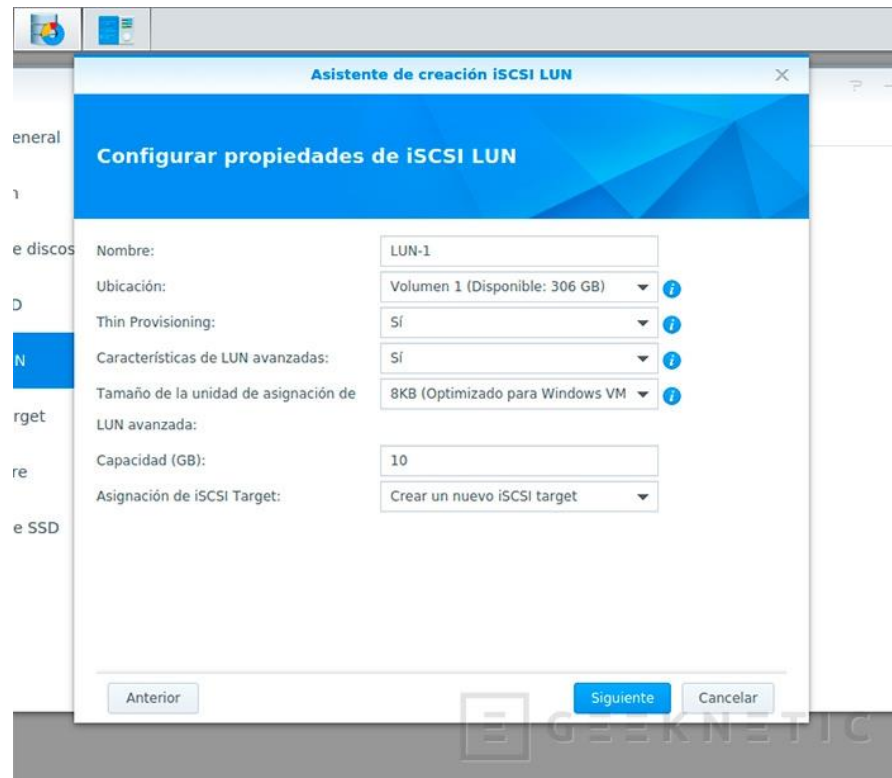 Asistente de creación iSCSI LUN
Configurar propiedades de iSCSI LUN
eneral
n
e discos
D
N
rget
re
e SSD
Nombre:
LUN-1
Ubicación:
Volumen 1 (Disponible: 306 GB)
Thin Provisioning:
Sí
Características de LUN avanzadas:
Sí
Tamaño de la unidad de asignación de
LUN avanzada:
8KB (Optimizado para Windows VM
Capacidad (GB):
10
Asignación de iSCSI Target:
Crear un nuevo iSCSI target
Anterior
Siguiente
Cancelar
GEEKNETIC